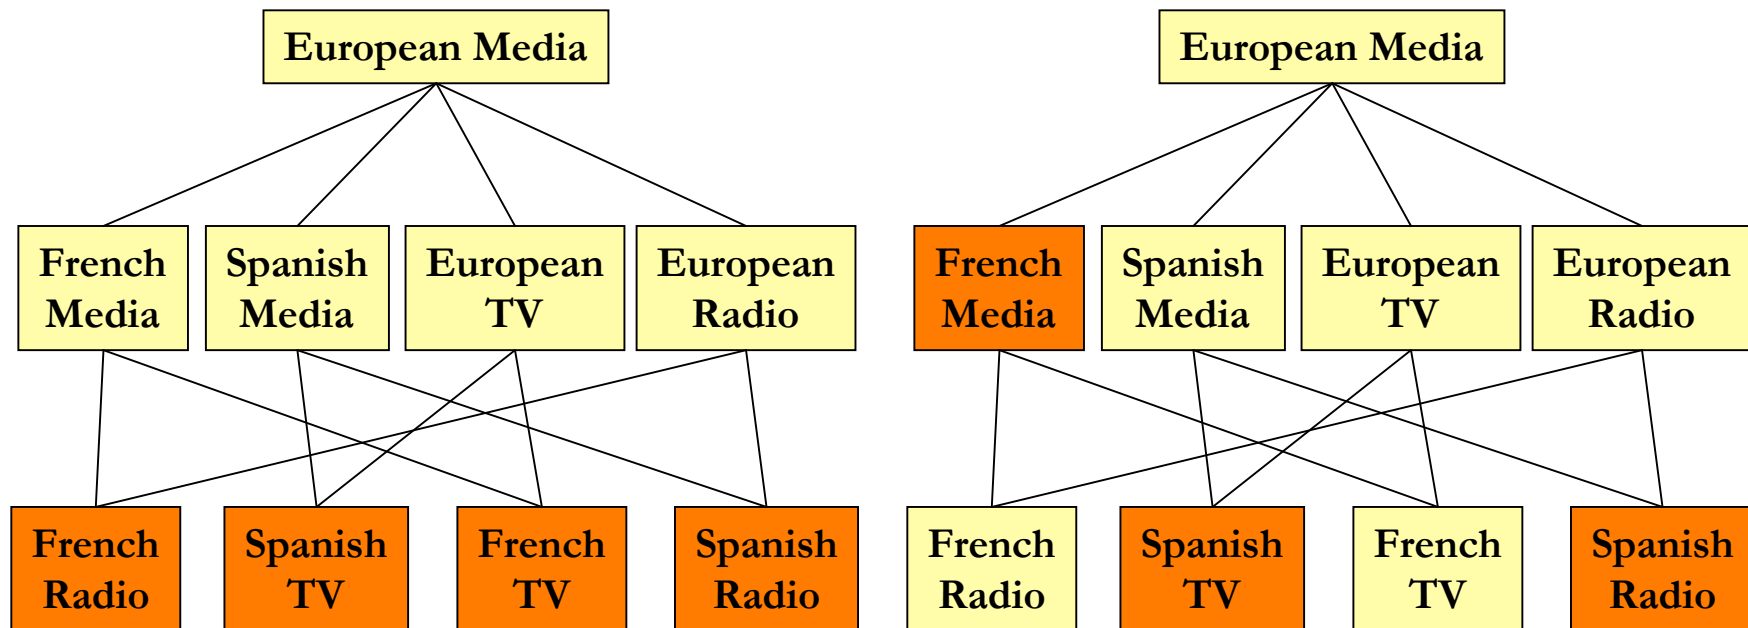 European Media
French
Media
Spanish
Media
European
TV
European
Radio
French
Radio
Spanish
TV
French
TV
Spanish
Radio
European Media
French
Media
Spanish
Media
European
TV
European
Radio
French
Radio
Spanish
TV
French
TV
Spanish
Radio